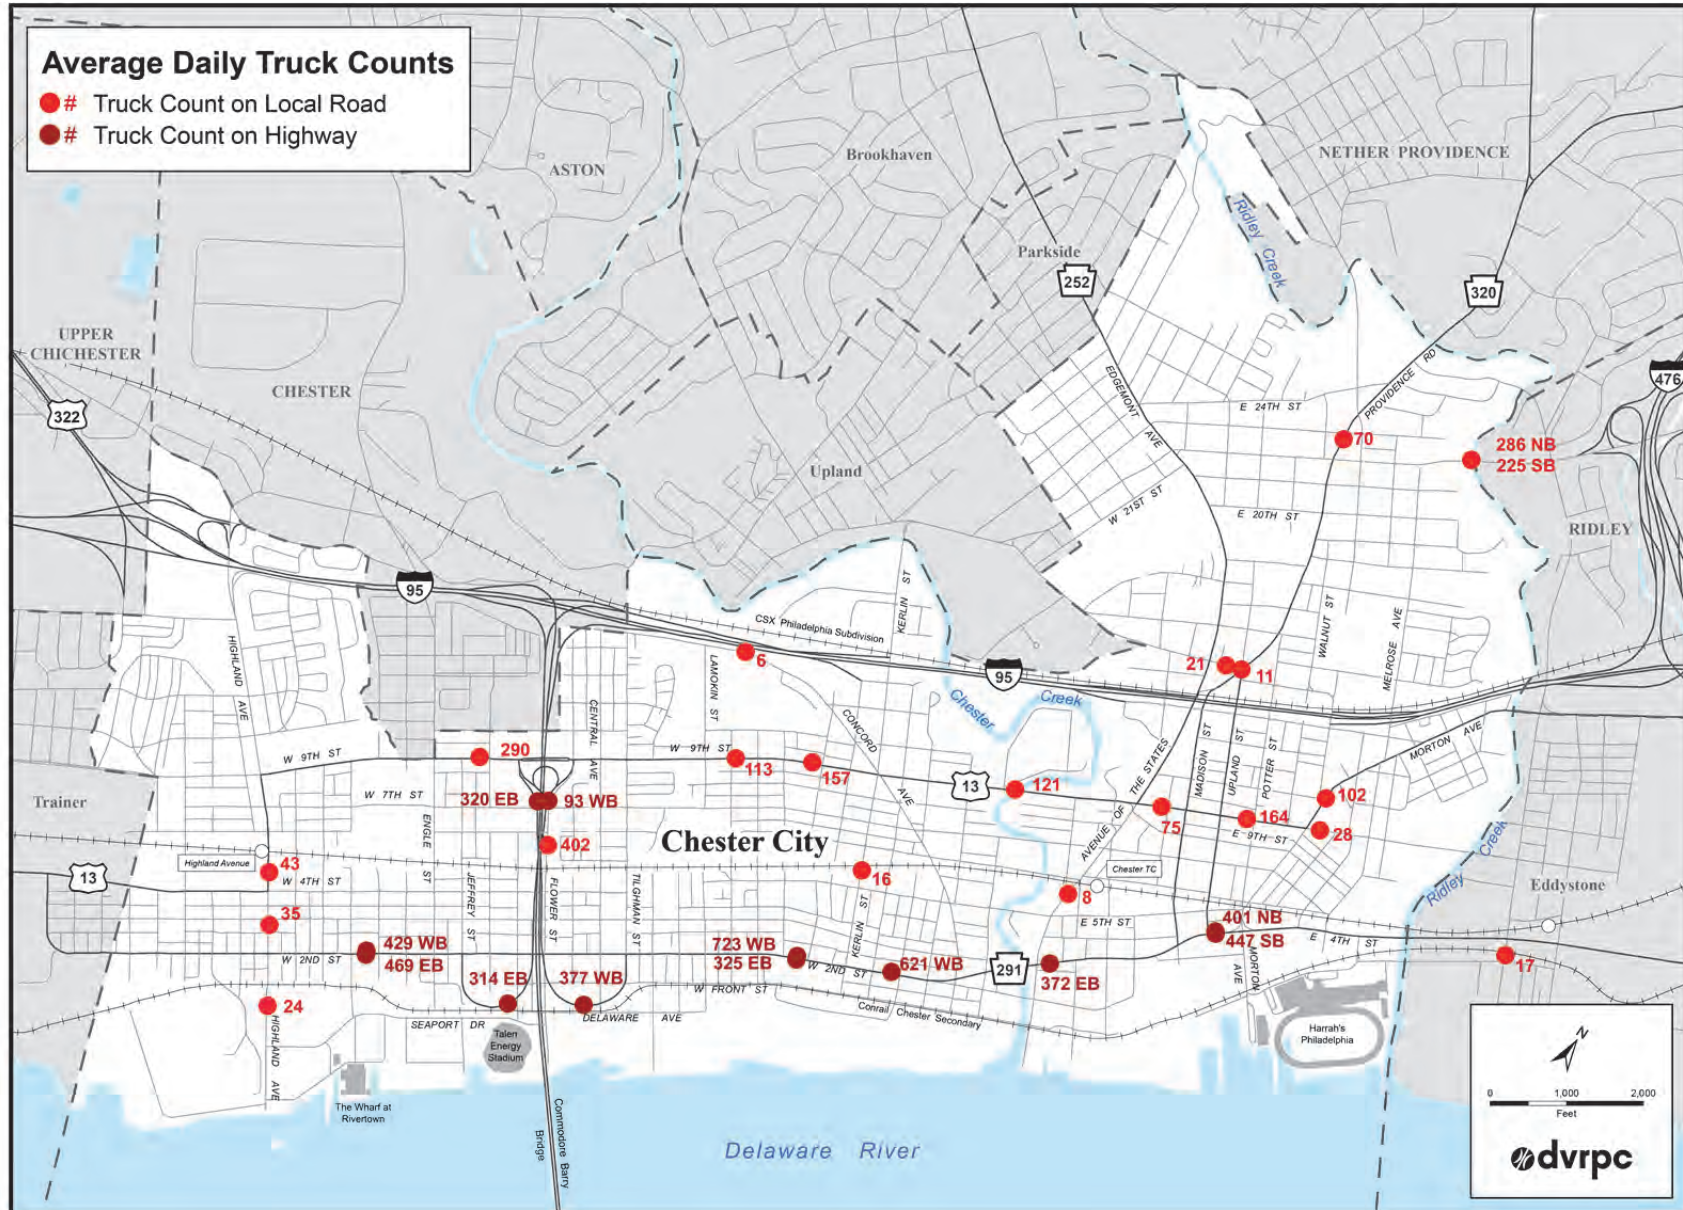 Average Daily Truck Counts
# Truck Count on Local Road
# Truck Count on Highway
ASTON
Brookhaven
NETHER PROVIDENCE
Ridley Creek
Parkside
252
320
UPPER
CHICHESTER
CHESTER
322
476
PROVIDENCE RD
EDGEMONT AVE
E 24TH ST
70
286 NB
225 SB
Upland
W 21ST ST
E 20TH ST
RIDLEY
95
KERLIN ST
CSX Philadelphia Subdivision
WALNUT ST
MELROSE AVE
HIGHLAND AVE
LAMOKIN ST
6
95
21
11
Chester Creek
CENTRAL AVE
CONCORD AVE
MADISON ST
UPLAND ST
POTTER ST
MORTON AVE
W 9TH ST
290
W 9TH ST
113
157
13
121
AVENUE OF THE STATES
Trainer
W 7TH ST
320 EB
93 WB
102
75
164
E 9TH ST
28
ENGLE ST
402
Chester City
Highland Avenue
43
13
W 4TH ST
JEFFREY ST
FLOWER ST
TILGHMAN ST
16
KERLIN ST
Chester TC
8
Ridley Creek
Eddystone
35
E 5TH ST
401 NB
447 SB
E 4TH ST
429 WB
469 EB
W 2ND ST
723 WB
325 EB
W 2ND ST
621 WB
291
372 EB
MORTON AVE
17
314 EB
377 WB
W FRONT ST
24
HIGHLAND AVE
SEAPORT DR
DELAWARE AVE
Conrail Chester Secondary
Talen
Energy
Stadium
Harrah's
Philadelphia
The Wharf at
Rivertown
Commodore Barry
Bridge
Delaware River
N
0 1,000 2,000
Feet
dvrpc